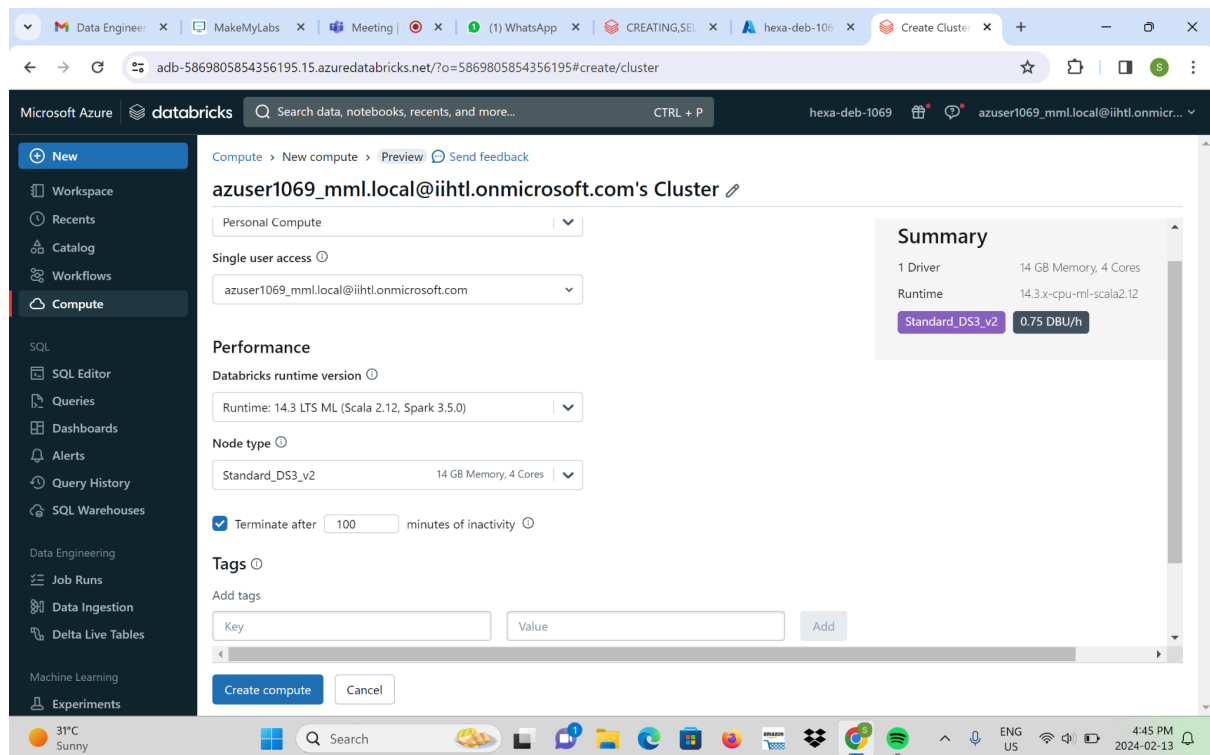 Data Engineer
MakeMyLabs
Meeting |
(1) WhatsApp
CREATING,SEL
hexa-deb-106
Create Cluster
adb-5869805854356195.15.azuredatabricks.net/?o=5869805854356195#create/cluster
S
Microsoft Azure
databricks
Search data, notebooks, recents, and more...
CTRL + P
hexa-deb-1069
azuser1069_mml.local@iihtl.onmicr...
New
Workspace
Recents
Catalog
Workflows
Compute
SQL
SQL Editor
Queries
Dashboards
Alerts
Query History
SQL Warehouses
Data Engineering
Job Runs
Data Ingestion
Delta Live Tables
Machine Learning
Experiments
Compute > New compute > Preview Send feedback
azuser1069_mml.local@iihtl.onmicrosoft.com's Cluster
Personal Compute
Single user access
azuser1069_mml.local@iihtl.onmicrosoft.com
Performance
Databricks runtime version
Runtime: 14.3 LTS ML (Scala 2.12, Spark 3.5.0)
Node type
Standard_DS3_v2 14 GB Memory, 4 Cores
Terminate after 100 minutes of inactivity
Tags
Add tags
Key Value Add
Create compute Cancel
Summary
1 Driver 14 GB Memory, 4 Cores
Runtime 14.3.x-cpu-ml-scala2.12
Standard_DS3_v2 0.75 DBU/h
31°C
Sunny
Search
1
amazon
S
ENG
US
4:45 PM
2024-02-13